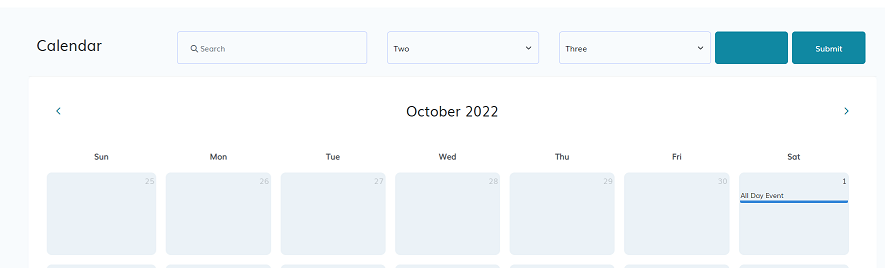 Calendar
Search
Two
Three
Submit
October 2022
Sun Mon Tue Wed Thu Fri Sat
25 26 27 28 29 30 1
All Day Event